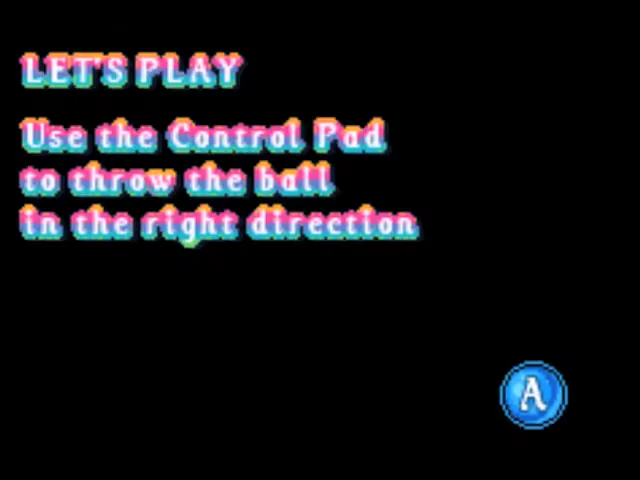 LET'S PLAY
Use the Control Pad
to throw the ball
in the right direction
A